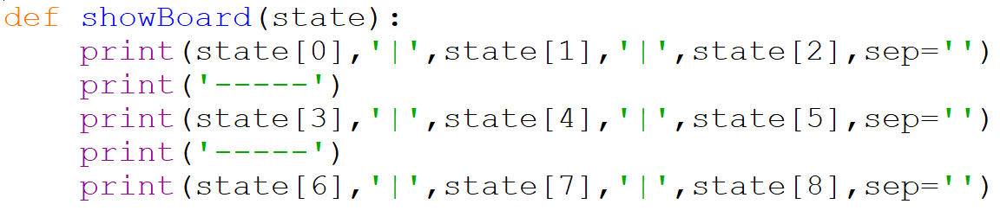 def showBoard(state):
    print(state[0],'|',state[1],'|',state[2],sep='')
    print('-----')
    print(state[3],'|',state[4],'|',state[5],sep='')
    print('-----')
    print(state[6],'|',state[7],'|',state[8],sep='')